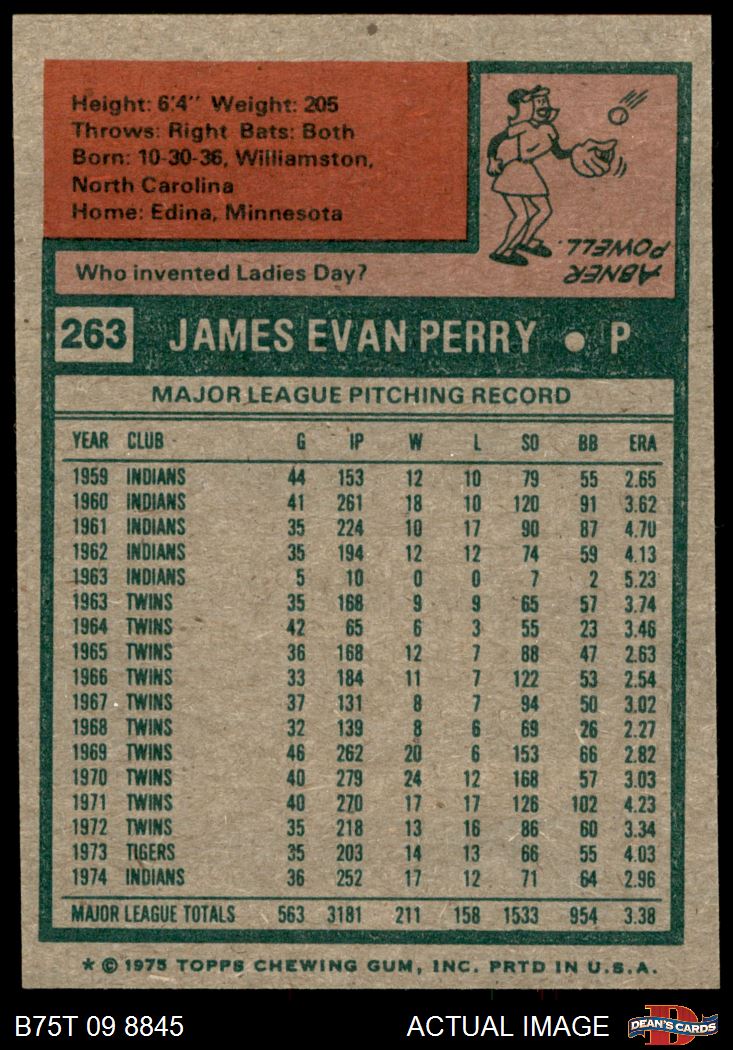 Height: 6'4" Weight: 205
Throws: Right Bats: Both
Born: 10-30-36, Williamston,
North Carolina
Home: Edina, Minnesota
ABNER
POWELL.
Who invented Ladies Day?
263 JAMES EVAN PERRY ● P
MAJOR LEAGUE PITCHING RECORD
YEAR CLUB G IP W L SO BB ERA
1959 INDIANS 44 153 12 10 79 55 2.65
1960 INDIANS 41 261 18 10 120 91 3.62
1961 INDIANS 35 224 10 17 90 87 4.70
1962 INDIANS 35 194 12 12 74 59 4.13
1963 INDIANS 5 10 0 0 7 2 5.23
1963 TWINS 35 168 9 9 65 57 3.74
1964 TWINS 42 65 6 3 55 23 3.46
1965 TWINS 36 168 12 7 88 47 2.63
1966 TWINS 33 184 11 7 122 53 2.54
1967 TWINS 37 131 8 7 94 50 3.02
1968 TWINS 32 139 8 6 69 26 2.27
1969 TWINS 46 262 20 6 153 66 2.82
1970 TWINS 40 279 24 12 168 57 3.03
1971 TWINS 40 270 17 17 126 102 4.23
1972 TWINS 35 218 13 16 86 60 3.34
1973 TIGERS 35 203 14 13 66 55 4.03
1974 INDIANS 36 252 17 12 71 64 2.96
MAJOR LEAGUE TOTALS 563 3181 211 158 1533 954 3.38
* © 1975 TOPPS CHEWING GUM, INC. PRTD IN U.S.A.
B75T 09 8845 ACTUAL IMAGE D DEAN'S CARDS